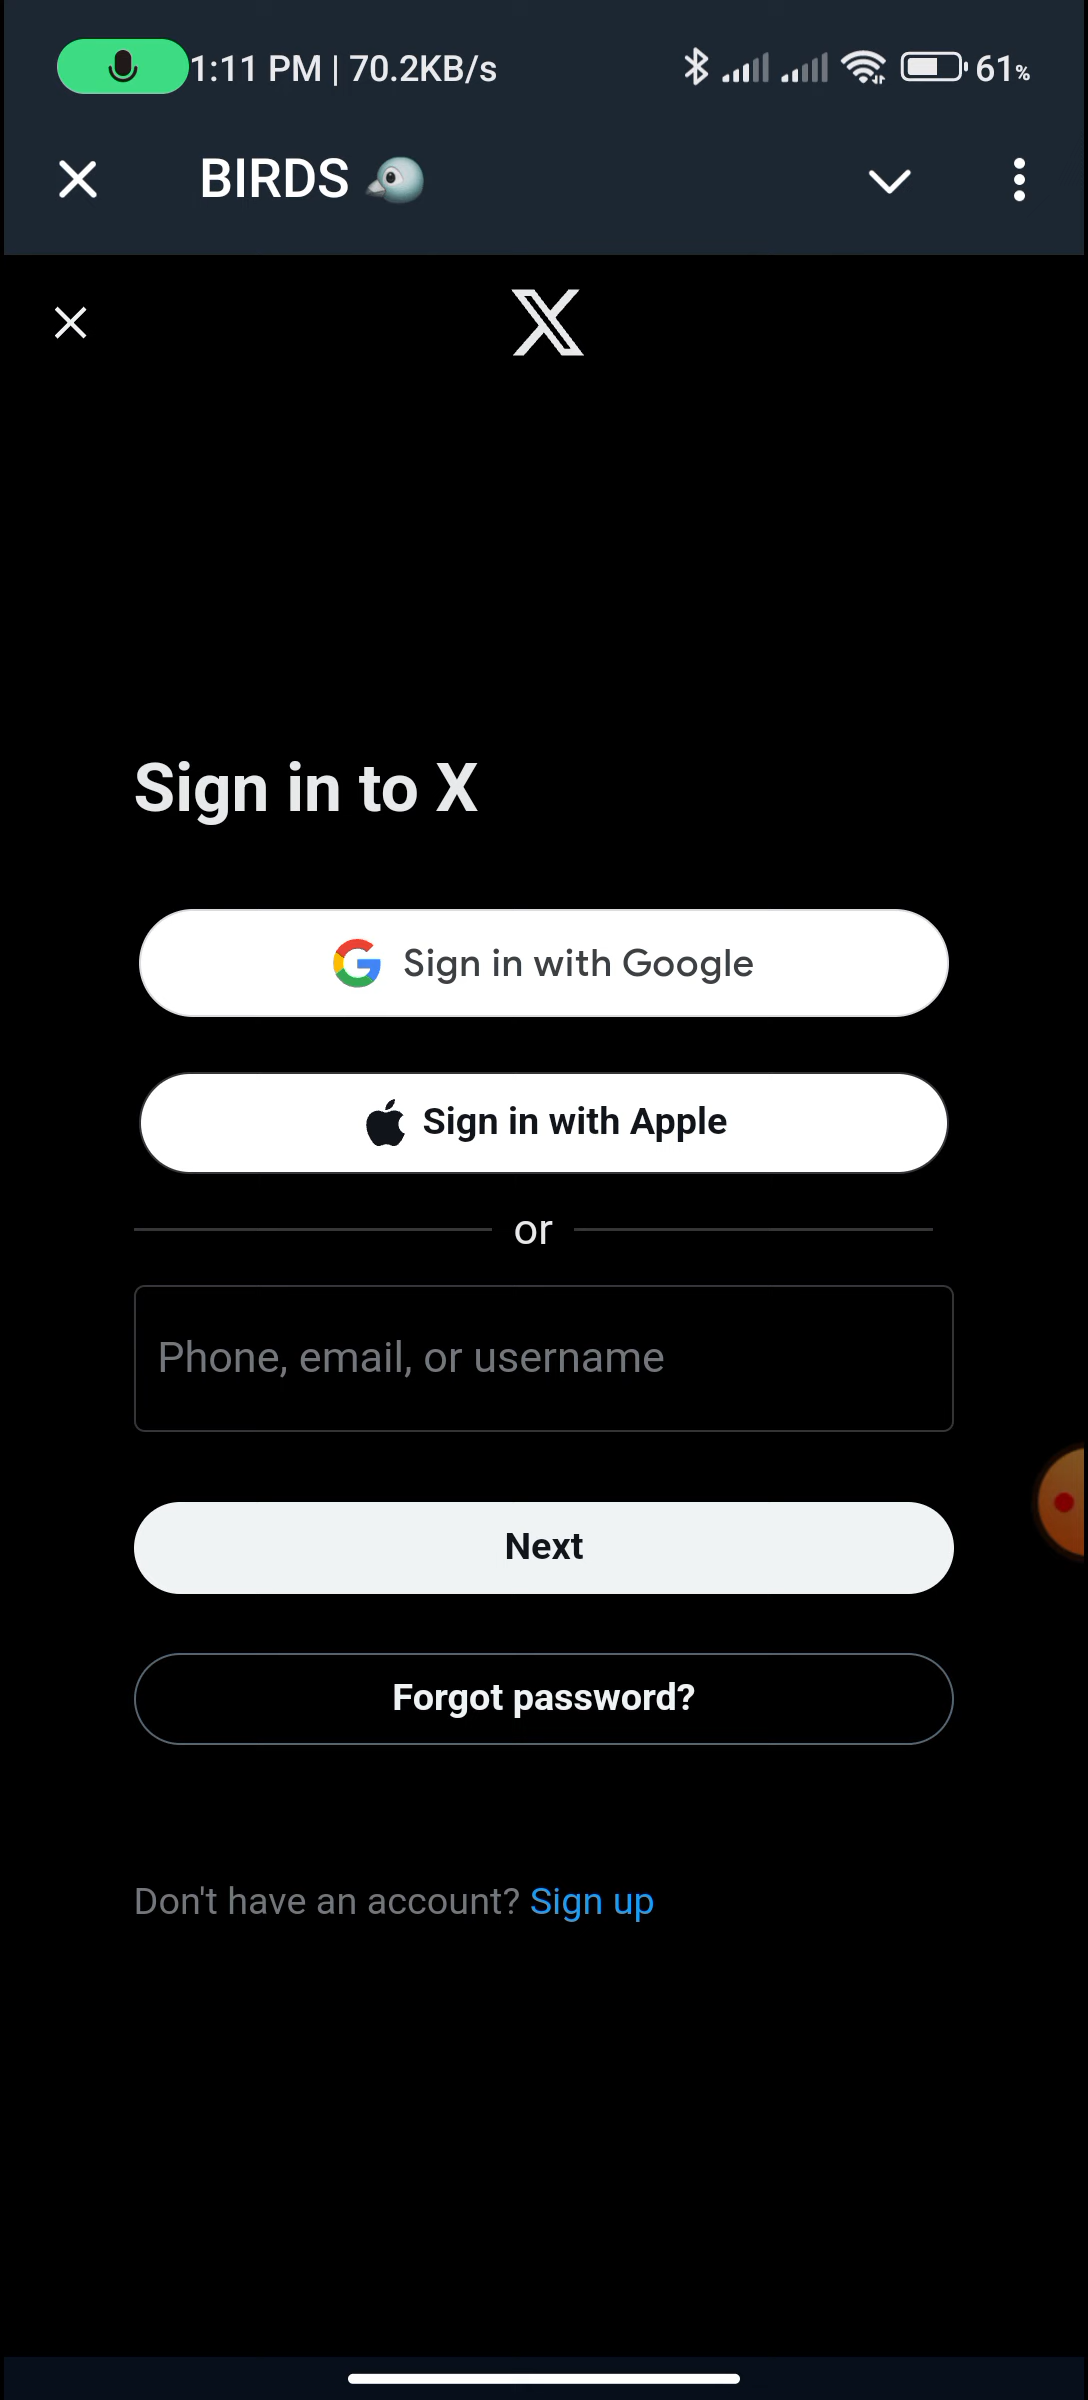 1:11 PM | 70.2KB/s 61%
BIRDS
Sign in to X
Sign in with Google
Sign in with Apple
or
Phone, email, or username
Next
Forgot password?
Don't have an account? Sign up